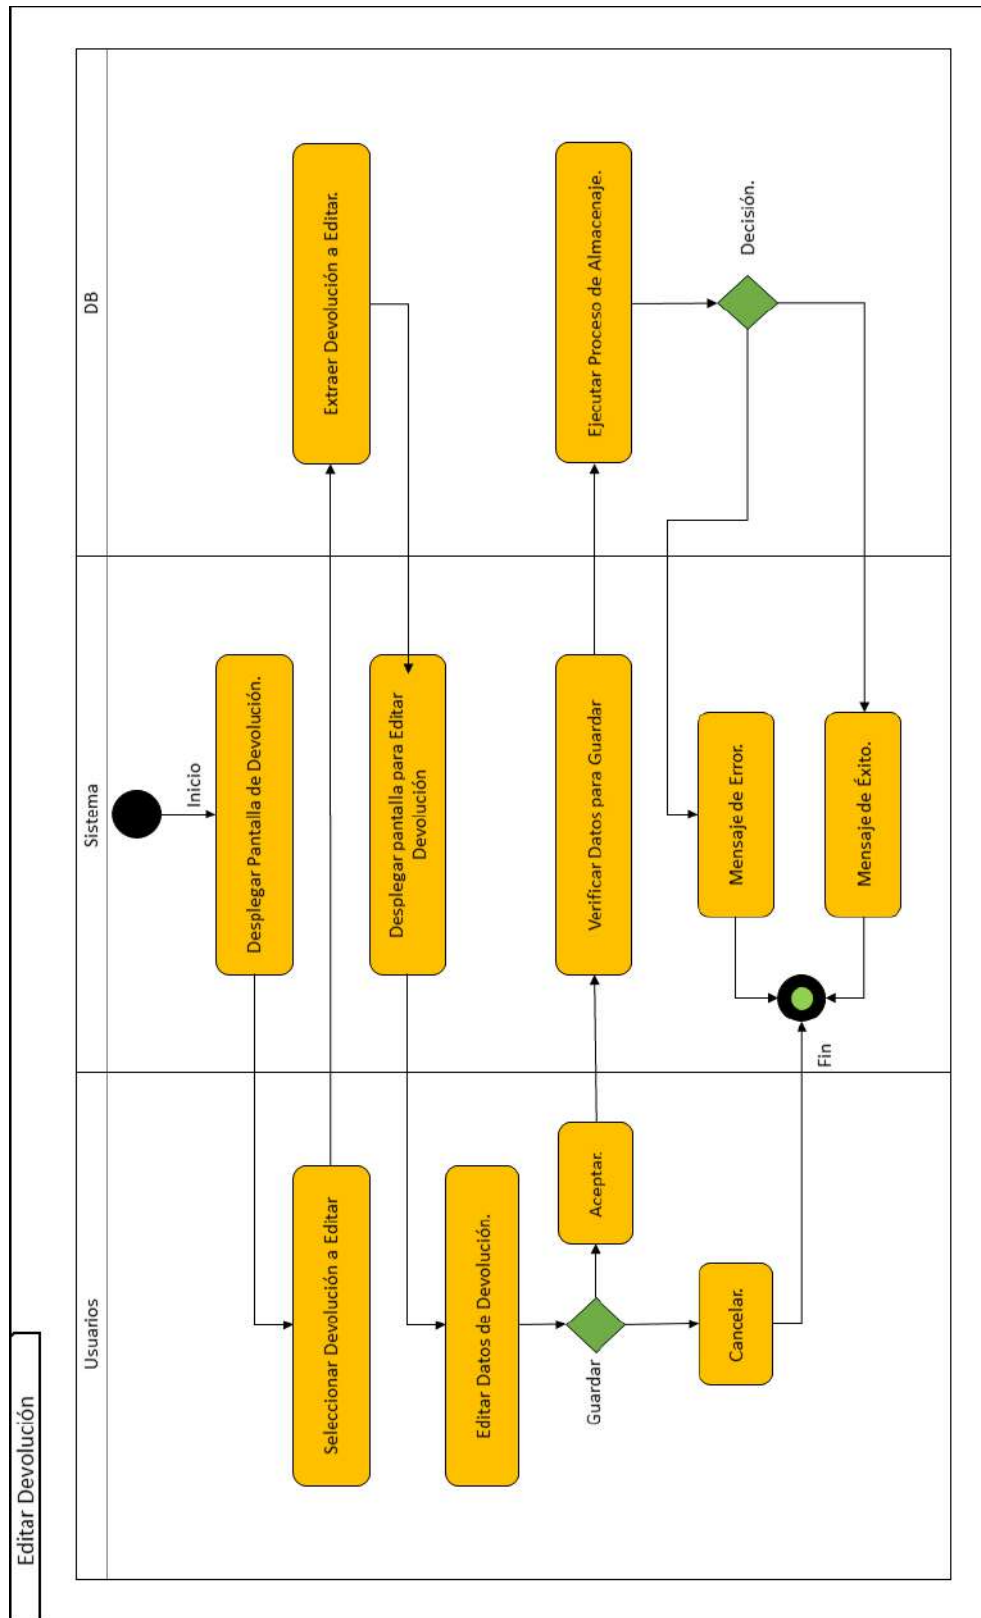 Editar Devolución
Usuarios
Sistema
DB
Inicio
Desplegar Pantalla de Devolución.
Seleccionar Devolución a Editar
Extraer Devolución a Editar.
Desplegar pantalla para Editar
Devolución
Editar Datos de Devolución.
Guardar
Aceptar.
Verificar Datos para Guardar
Ejecutar Proceso de Almacenaje.
Cancelar.
Decisión.
Mensaje de Error.
Mensaje de Éxito.
Fin